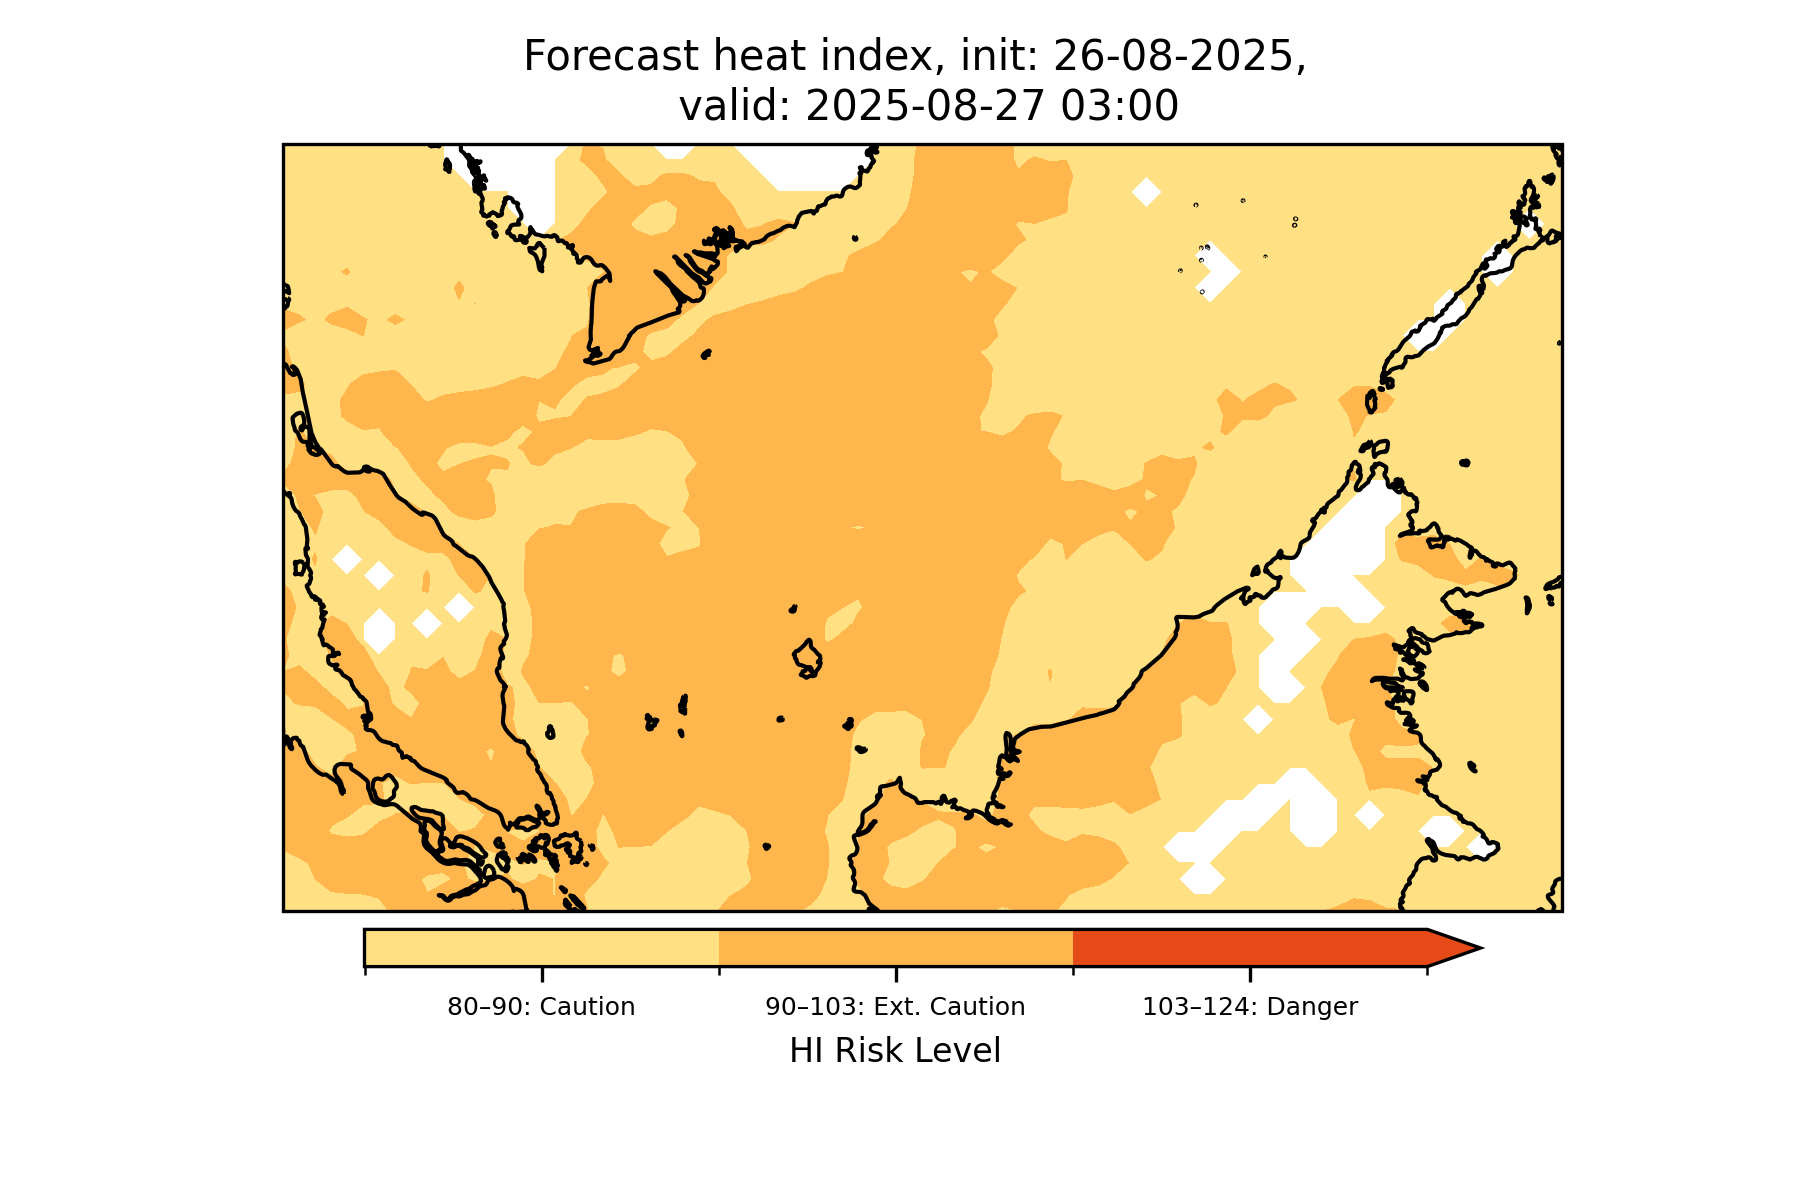 Forecast heat index, init: 26-08-2025,
valid: 2025-08-27 03:00
80–90: Caution
90–103: Ext. Caution
103–124: Danger
HI Risk Level